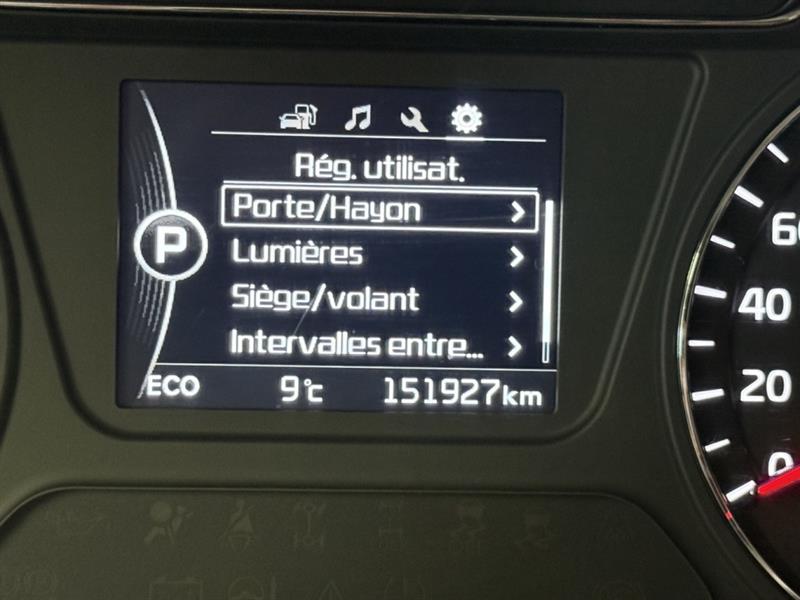 Rég. utilisat.
Porte/Hayon
Lumières
Siège/volant
Intervalles entre...
P
ECO 9°C 151927km
60
40
20
0